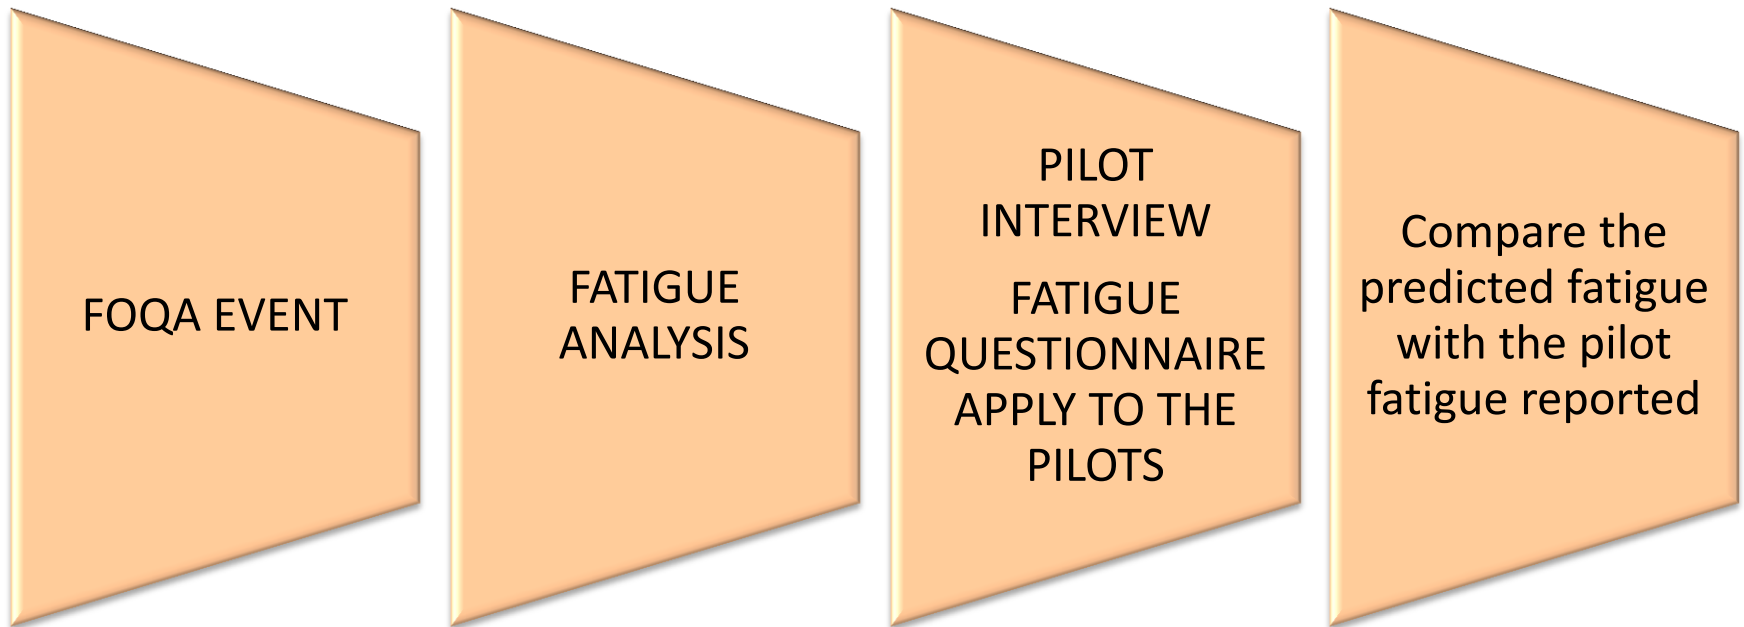 FOQA EVENT
FATIGUE
ANALYSIS
PILOT
INTERVIEW
FATIGUE
QUESTIONNAIRE
APPLY TO THE
PILOTS
Compare the
predicted fatigue
with the pilot
fatigue reported